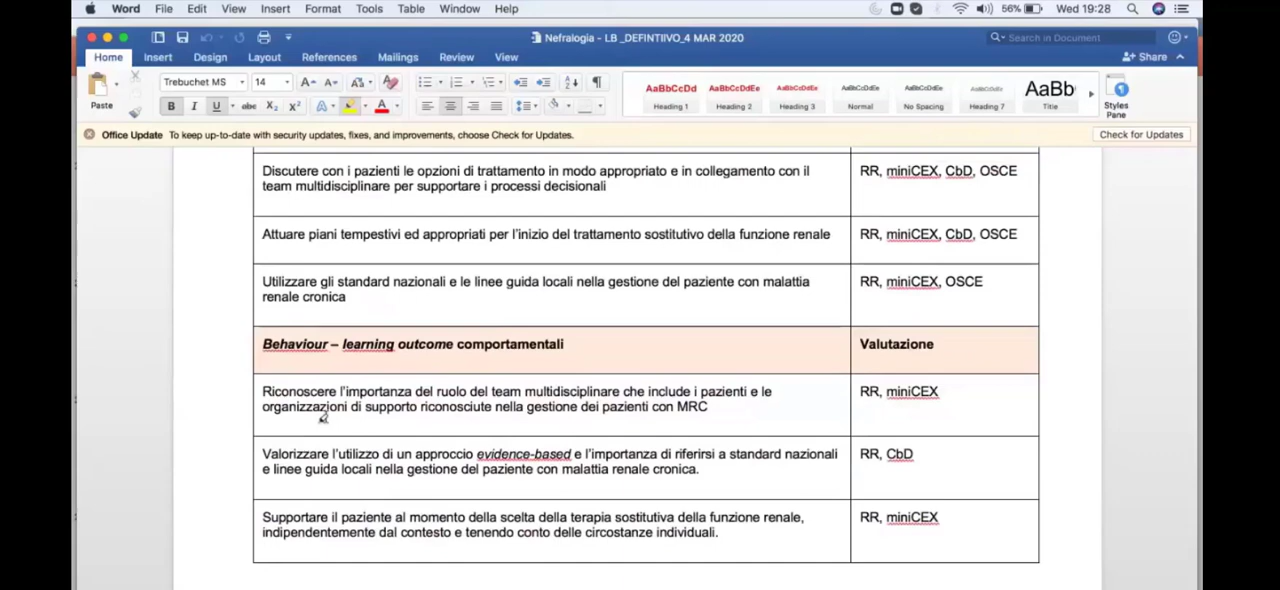 Word File Edit View Insert Format Tools Table Window Help 56% Wed 19:28
Nefralogia - LB _DEFINTIIVO_4 MAR 2020
Search in Document
Home Insert Design Layout References Mailings Review View Share
Paste
Trebuchet MS 14
B I U abc X2 X2 A A
AaBbCcDd AaBbCcDdEe AaBbCcDdEe AaBbCcDdEe AaBbCcDdEe AaBbCcDdEe AaBb
Heading 1 Heading 2 Heading 3 Normal No Spacing Heading 7 Title
Styles Pane
Office Update To keep up-to-date with security updates, fixes, and improvements, choose Check for Updates. Check for Updates
Discutere con i pazienti le opzioni di trattamento in modo appropriato e in collegamento con il
team multidisciplinare per supportare i processi decisionali
RR, miniCEX, CbD, OSCE
Attuare piani tempestivi ed appropriati per l'inizio del trattamento sostitutivo della funzione renale
RR, miniCEX, CbD, OSCE
Utilizzare gli standard nazionali e le linee guida locali nella gestione del paziente con malattia
renale cronica
RR, miniCEX, OSCE
Behaviour – learning outcome comportamentali
Valutazione
Riconoscere l'importanza del ruolo del team multidisciplinare che include i pazienti e le
organizzazioni di supporto riconosciute nella gestione dei pazienti con MRC
RR, miniCEX
Valorizzare l'utilizzo di un approccio evidence-based e l'importanza di riferirsi a standard nazionali
e linee guida locali nella gestione del paziente con malattia renale cronica.
RR, CbD
Supportare il paziente al momento della scelta della terapia sostitutiva della funzione renale,
indipendentemente dal contesto e tenendo conto delle circostanze individuali.
RR, miniCEX